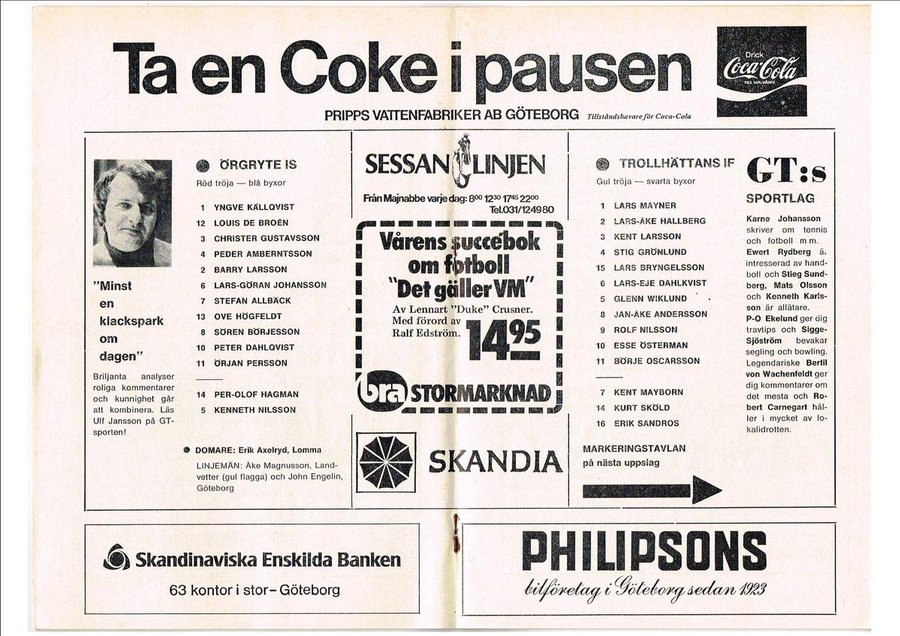 Ta en Coke i pausen
Drick
Coca-Cola
PRIPPS VATTENFABRIKER AB GÖTEBORG Tillståndshavare för Coca-Cola
"Minst
en
klackspark
om
dagen"
Briljanta analyser
roliga kommentarer
och kunnighet går
att kombinera. Läs
Ulf Jansson på GT-
sporten!
ÖRGRYTE IS
Röd tröja — blå byxor
1 YNGVE KÄLLQVIST
12 LOUIS DE BROÉN
3 CHRISTER GUSTAVSSON
4 PEDER AMBERNTSSON
2 BARRY LARSSON
6 LARS-GÖRAN JOHANSSON
7 STEFAN ALLBÄCK
13 OVE HÖGFELDT
8 SÖREN BÖRJESSON
10 PETER DAHLQVIST
11 ÖRJAN PERSSON
14 PER-OLOF HAGMAN
5 KENNETH NILSSON
DOMARE: Erik Axelryd, Lomma
LINJEMÄN: Åke Magnusson, Land-
vetter (gul flagga) och John Engelin,
Göteborg
SESSAN LINJEN
Från Majnabbe varje dag: 8⁰⁰ 12³⁰ 17⁴⁵ 22⁰⁰
Tel.031/124980
Vårens succébok
om fotboll
"Det gäller VM"
Av Lennart "Duke" Crusner.
Med förord av
Ralf Edström.
14 95
bra STORMARKNAD
SKANDIA
TROLLHÄTTANS IF
Gul tröja — svarta byxor
1 LARS MAYNER
2 LARS-ÅKE HALLBERG
3 KENT LARSSON
4 STIG GRÖNLUND
15 LARS BRYNGELSSON
6 LARS-EJE DAHLKVIST
5 GLENN WIKLUND
8 JAN-ÅKE ANDERSSON
9 ROLF NILSSON
10 ESSE ÖSTERMAN
11 BÖRJE OSCARSSON
7 KENT MAYBORN
14 KURT SKÖLD
16 ERIK SANDROS
MARKERINGSTAVLAN
på nästa uppslag
GT:s
SPORTLAG
Karne Johansson
skriver om tennis
och fotboll m m.
Ewert Rydberg ä.
intresserad av hand-
boll och Stieg Sund-
berg, Mats Olsson
och Kenneth Karls-
son är allätare.
P-O Ekelund ger dig
travtips och Sigge-
Sjöström bevakar
segling och bowling.
Legendariske Bertil
von Wachenfeldt ger
dig kommentarer om
det mesta och Ro-
bert Carnegart hål-
ler i mycket av lo-
kalidrotten.
Skandinaviska Enskilda Banken
63 kontor i stor-Göteborg
PHILIPSONS
bilföretag i Göteborg sedan 1923